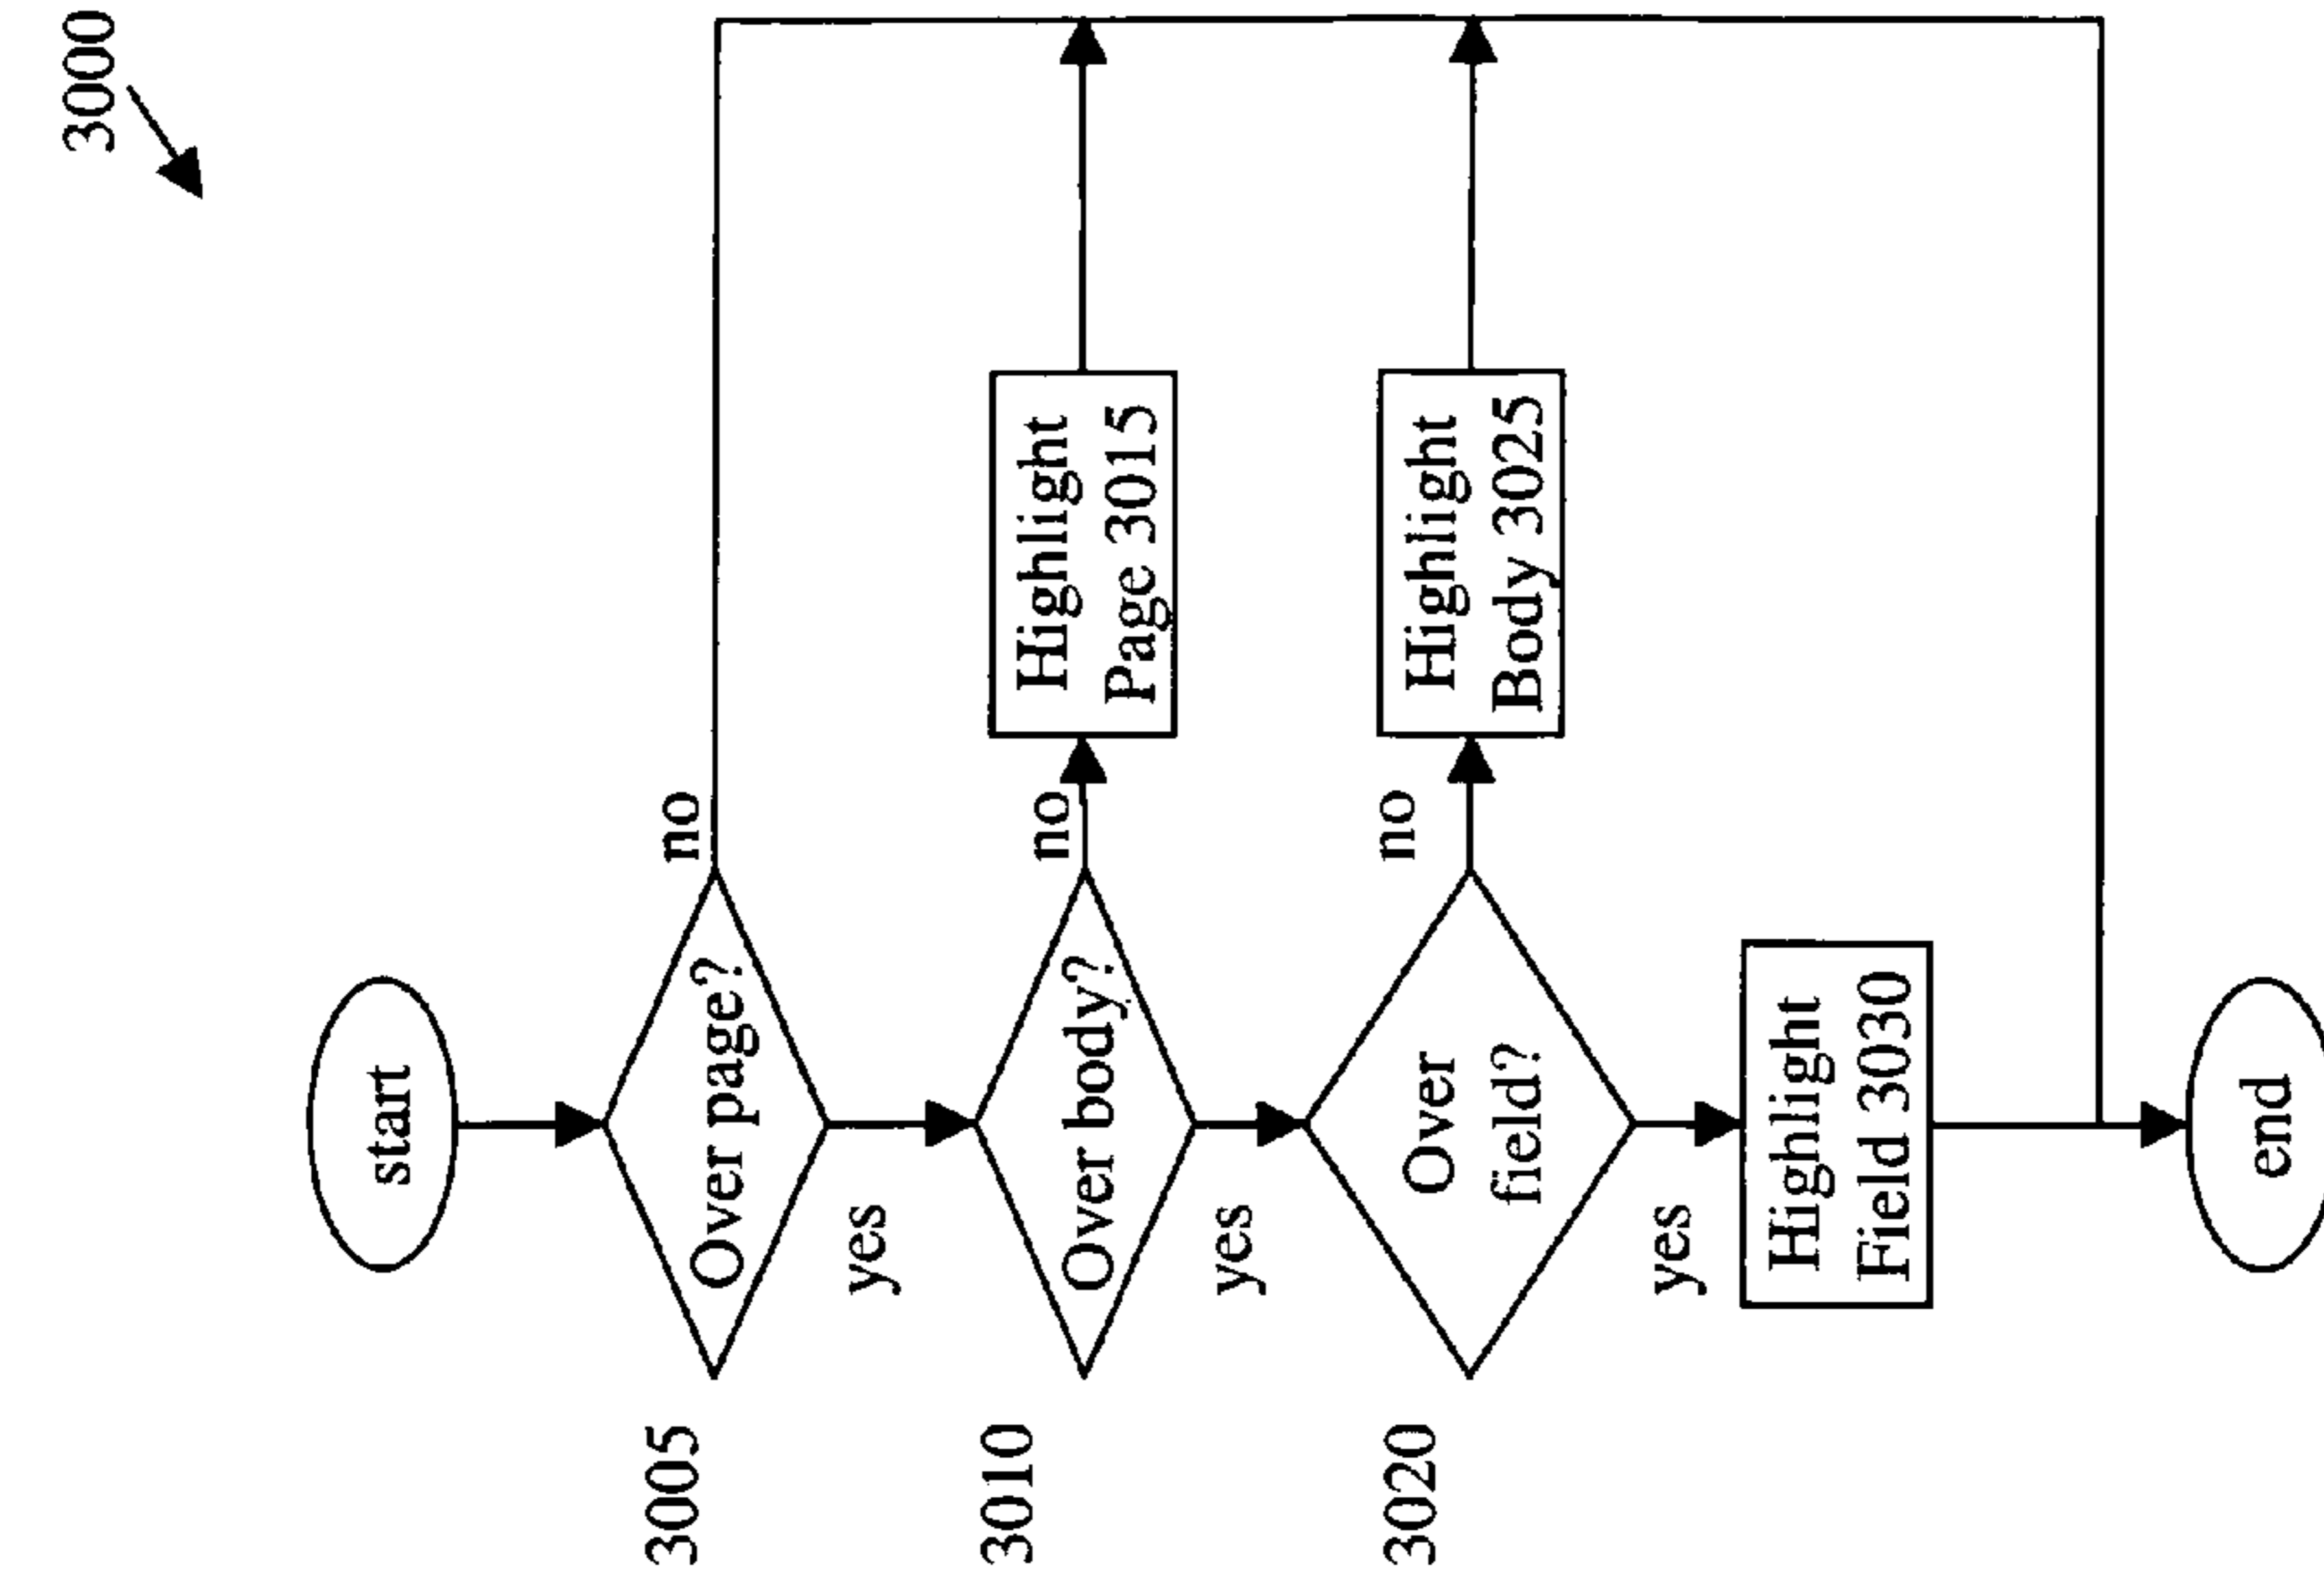 3000
start
3005
Over page?
no
yes
3010
Over body?
no
Highlight
Page 3015
yes
3020
Over
field?
no
Highlight
Body 3025
yes
Highlight
Field 3030
end